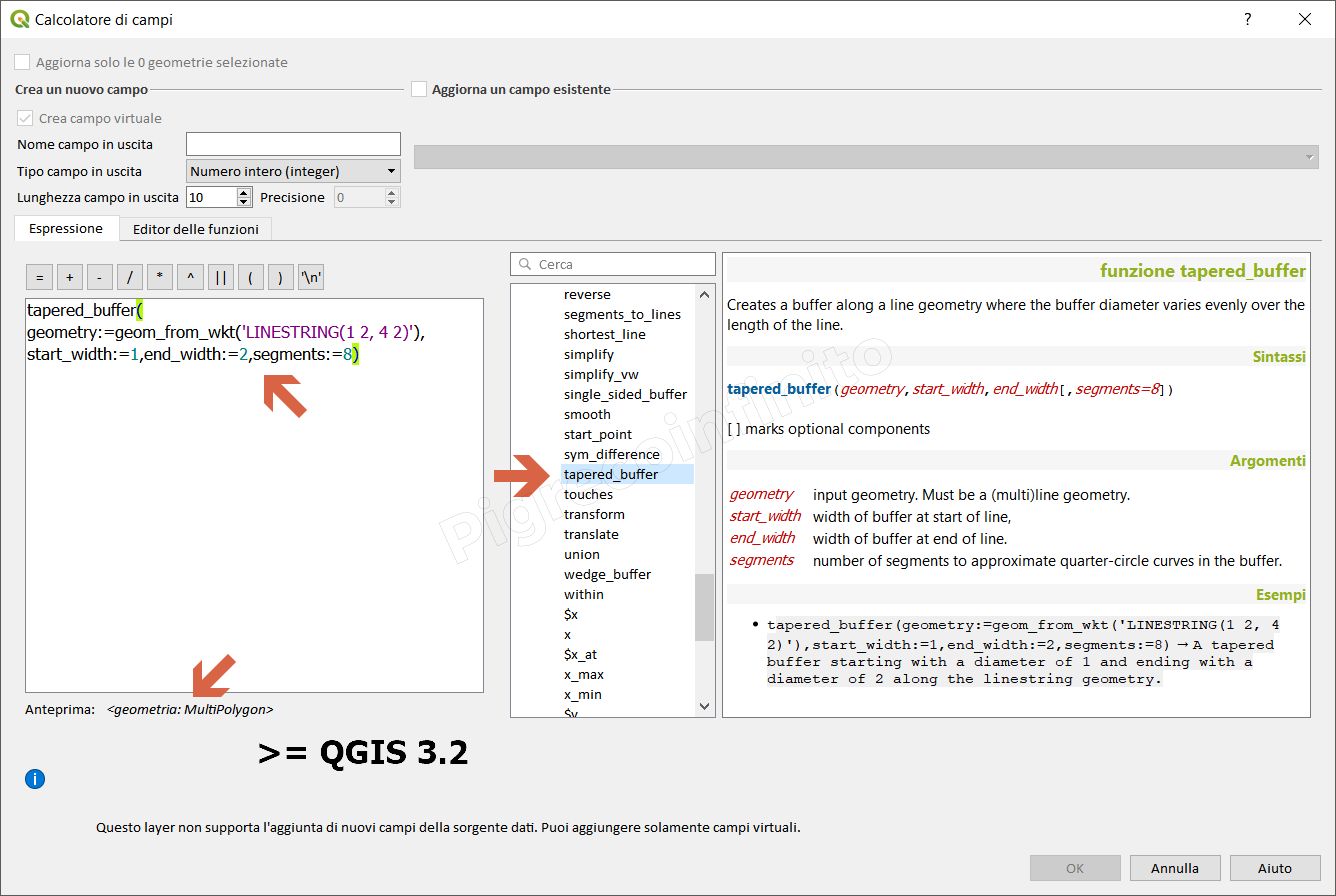 Calcolatore di campi
?
Aggiorna solo le 0 geometrie selezionate
Crea un nuovo campo
Aggiorna un campo esistente
Crea campo virtuale
Nome campo in uscita
Tipo campo in uscita
Numero intero (integer)
Lunghezza campo in uscita 10 Precisione 0
Espressione Editor delle funzioni
= + - / * ^ || ( ) '\n'
tapered_buffer(
geometry:=geom_from_wkt('LINESTRING(1 2, 4 2)'),
start_width:=1,end_width:=2,segments:=8)
Anteprima: <geometria: MultiPolygon>
Cerca
reverse
segments_to_lines
shortest_line
simplify
simplify_vw
single_sided_buffer
smooth
start_point
sym_difference
tapered_buffer
touches
transform
translate
union
wedge_buffer
within
$x
x
$x_at
x_max
x_min
$y
funzione tapered_buffer
Creates a buffer along a line geometry where the buffer diameter varies evenly over the
length of the line.
Sintassi
tapered_buffer(geometry,start_width,end_width[,segments=8])
[ ] marks optional components
Argomenti
geometry input geometry. Must be a (multi)line geometry.
start_width width of buffer at start of line,
end_width width of buffer at end of line.
segments number of segments to approximate quarter-circle curves in the buffer.
Esempi
• tapered_buffer(geometry:=geom_from_wkt('LINESTRING(1 2, 4
2)'),start_width:=1,end_width:=2,segments:=8) → A tapered
buffer starting with a diameter of 1 and ending with a
diameter of 2 along the linestring geometry.
Pigrecoinfinito
>= QGIS 3.2
i
Questo layer non supporta l'aggiunta di nuovi campi della sorgente dati. Puoi aggiungere solamente campi virtuali.
OK Annulla Aiuto